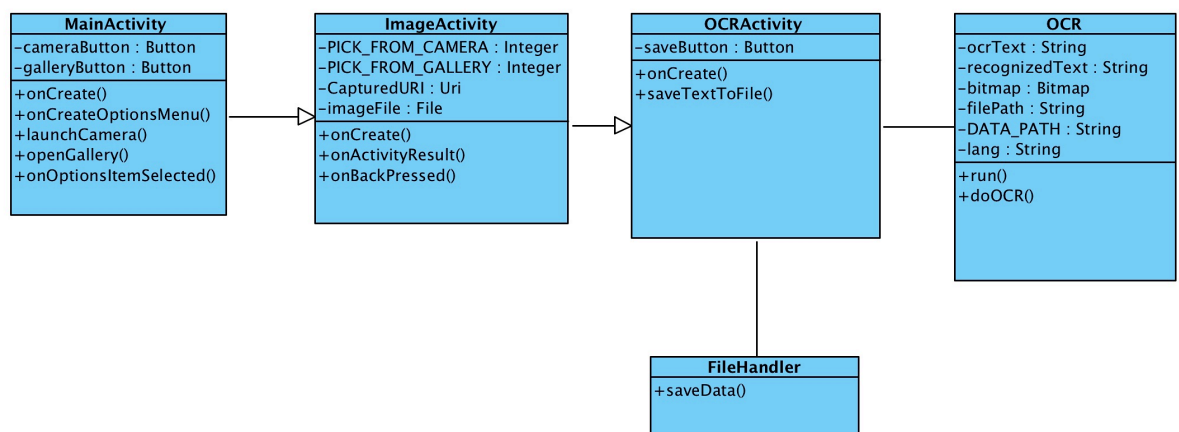 MainActivity
-cameraButton : Button
-galleryButton : Button
+onCreate()
+onCreateOptionsMenu()
+launchCamera()
+openGallery()
+onOptionsItemSelected()
ImageActivity
-PICK_FROM_CAMERA : Integer
-PICK_FROM_GALLERY : Integer
-CapturedURI : Uri
-imageFile : File
+onCreate()
+onActivityResult()
+onBackPressed()
OCRActivity
-saveButton : Button
+onCreate()
+saveTextToFile()
OCR
-ocrText : String
-recognizedText : String
-bitmap : Bitmap
-filePath : String
-DATA_PATH : String
-lang : String
+run()
+doOCR()
FileHandler
+saveData()